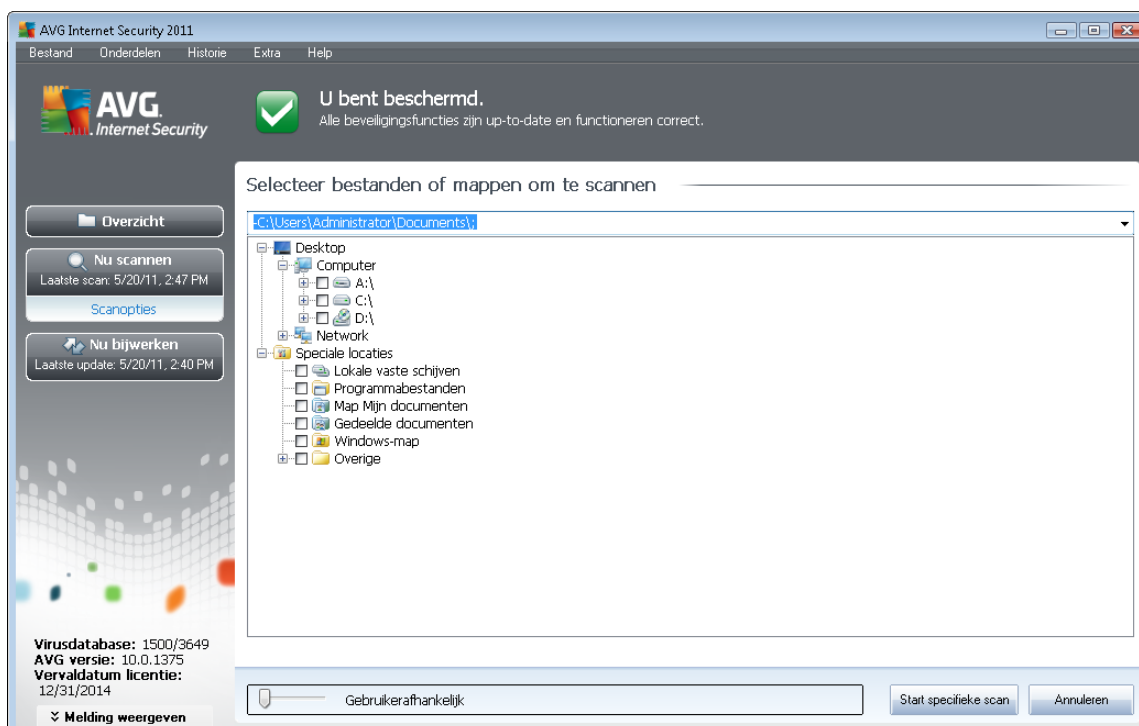 AVG Internet Security 2011
Bestand Onderdelen Historie Extra Help
AVG.
Internet Security
U bent beschermd.
Alle beveiligingsfuncties zijn up-to-date en functioneren correct.
Overzicht
Nu scannen
Laatste scan: 5/20/11, 2:47 PM
Scanopties
Nu bijwerken
Laatste update: 5/20/11, 2:40 PM
Virusdatabase: 1500/3649
AVG versie: 10.0.1375
Vervaldatum licentie:
12/31/2014
Melding weergeven
Selecteer bestanden of mappen om te scannen
-C:\Users\Administrator\Documents\;
Desktop
Computer
A:\
C:\
D:\
Network
Speciale locaties
Lokale vaste schijven
Programmabestanden
Map Mijn documenten
Gedeelde documenten
Windows-map
Overige
Gebruikerafhankelijk
Start specifieke scan
Annuleren